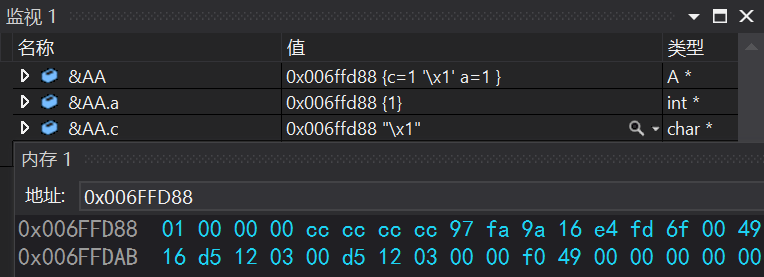 监视 1
名称 值 类型
&AA 0x006ffd88 {c=1 '\x1' a=1 } A *
&AA.a 0x006ffd88 {1} int *
&AA.c 0x006ffd88 "\x1" char *
内存 1
地址: 0x006FFD88
0x006FFD88 01 00 00 00 cc cc cc cc 97 fa 9a 16 e4 fd 6f 00 49
0x006FFDAB 16 d5 12 03 00 d5 12 03 00 00 f0 49 00 00 00 00 00